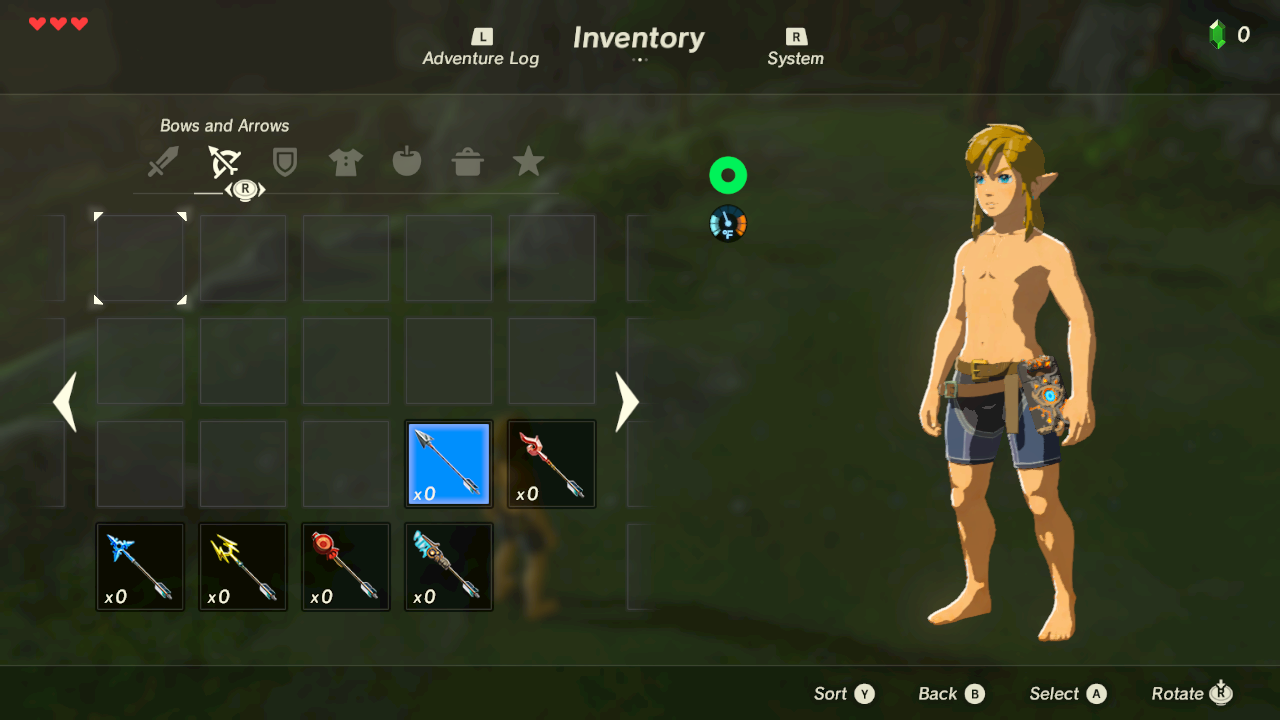 L
Inventory
R
0
Adventure Log
System
Bows and Arrows
R
°F
x0
x0
x0
x0
x0
x0
Sort Y
Back B
Select A
Rotate R